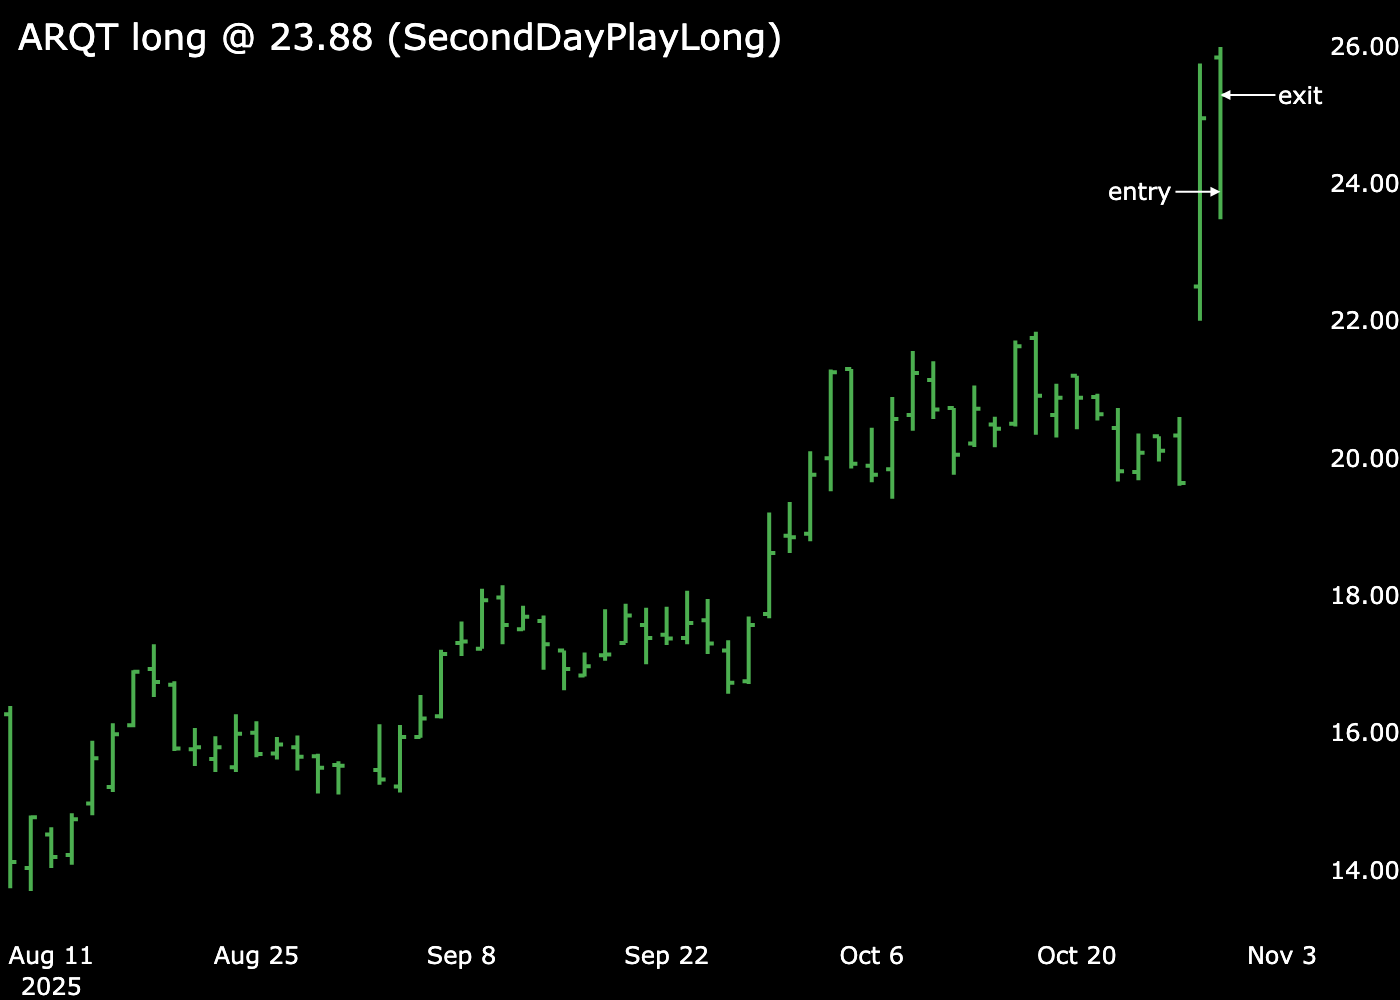 ARQT long @ 23.88 (SecondDayPlayLong)
26.00
exit
entry
24.00
22.00
20.00
18.00
16.00
14.00
Aug 11
2025
Aug 25
Sep 8
Sep 22
Oct 6
Oct 20
Nov 3